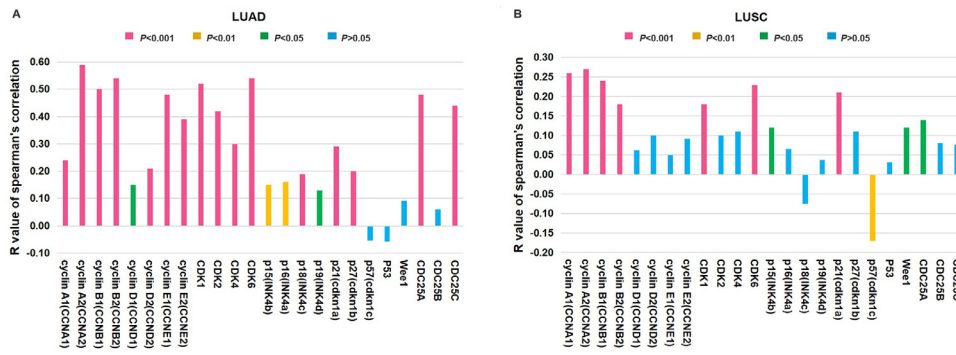 A
LUAD
P<0.001 P<0.01 P<0.05 P>0.05
R value of spearman's correlation
0.60
0.50
0.40
0.30
0.20
0.10
0.00
-0.10
cyclin A1(CCNA1)
cyclin A2(CCNA2)
cyclin B1(CCNB1)
cyclin B2(CCNB2)
cyclin D1(CCND1)
cyclin D2(CCND2)
cyclin E1(CCNE1)
cyclin E2(CCNE2)
CDK1
CDK2
CDK4
CDK6
p15(INK4b)
p16(INK4a)
p18(INK4c)
p19(INK4d)
p21(cdkn1a)
p27(cdkn1b)
p57(cdkn1c)
P53
Wee1
CDC25A
CDC25B
CDC25C
B
LUSC
P<0.001 P<0.01 P<0.05 P>0.05
R value of spearman's correlation
0.30
0.25
0.20
0.15
0.10
0.05
0.00
-0.05
-0.10
-0.15
-0.20
cyclin A1(CCNA1)
cyclin A2(CCNA2)
cyclin B1(CCNB1)
cyclin B2(CCNB2)
cyclin D1(CCND1)
cyclin D2(CCND2)
cyclin E1(CCNE1)
cyclin E2(CCNE2)
CDK1
CDK2
CDK4
CDK6
p15(INK4b)
p16(INK4a)
p18(INK4c)
p19(INK4d)
p21(cdkn1a)
p27(cdkn1b)
p57(cdkn1c)
P53
Wee1
CDC25A
CDC25B